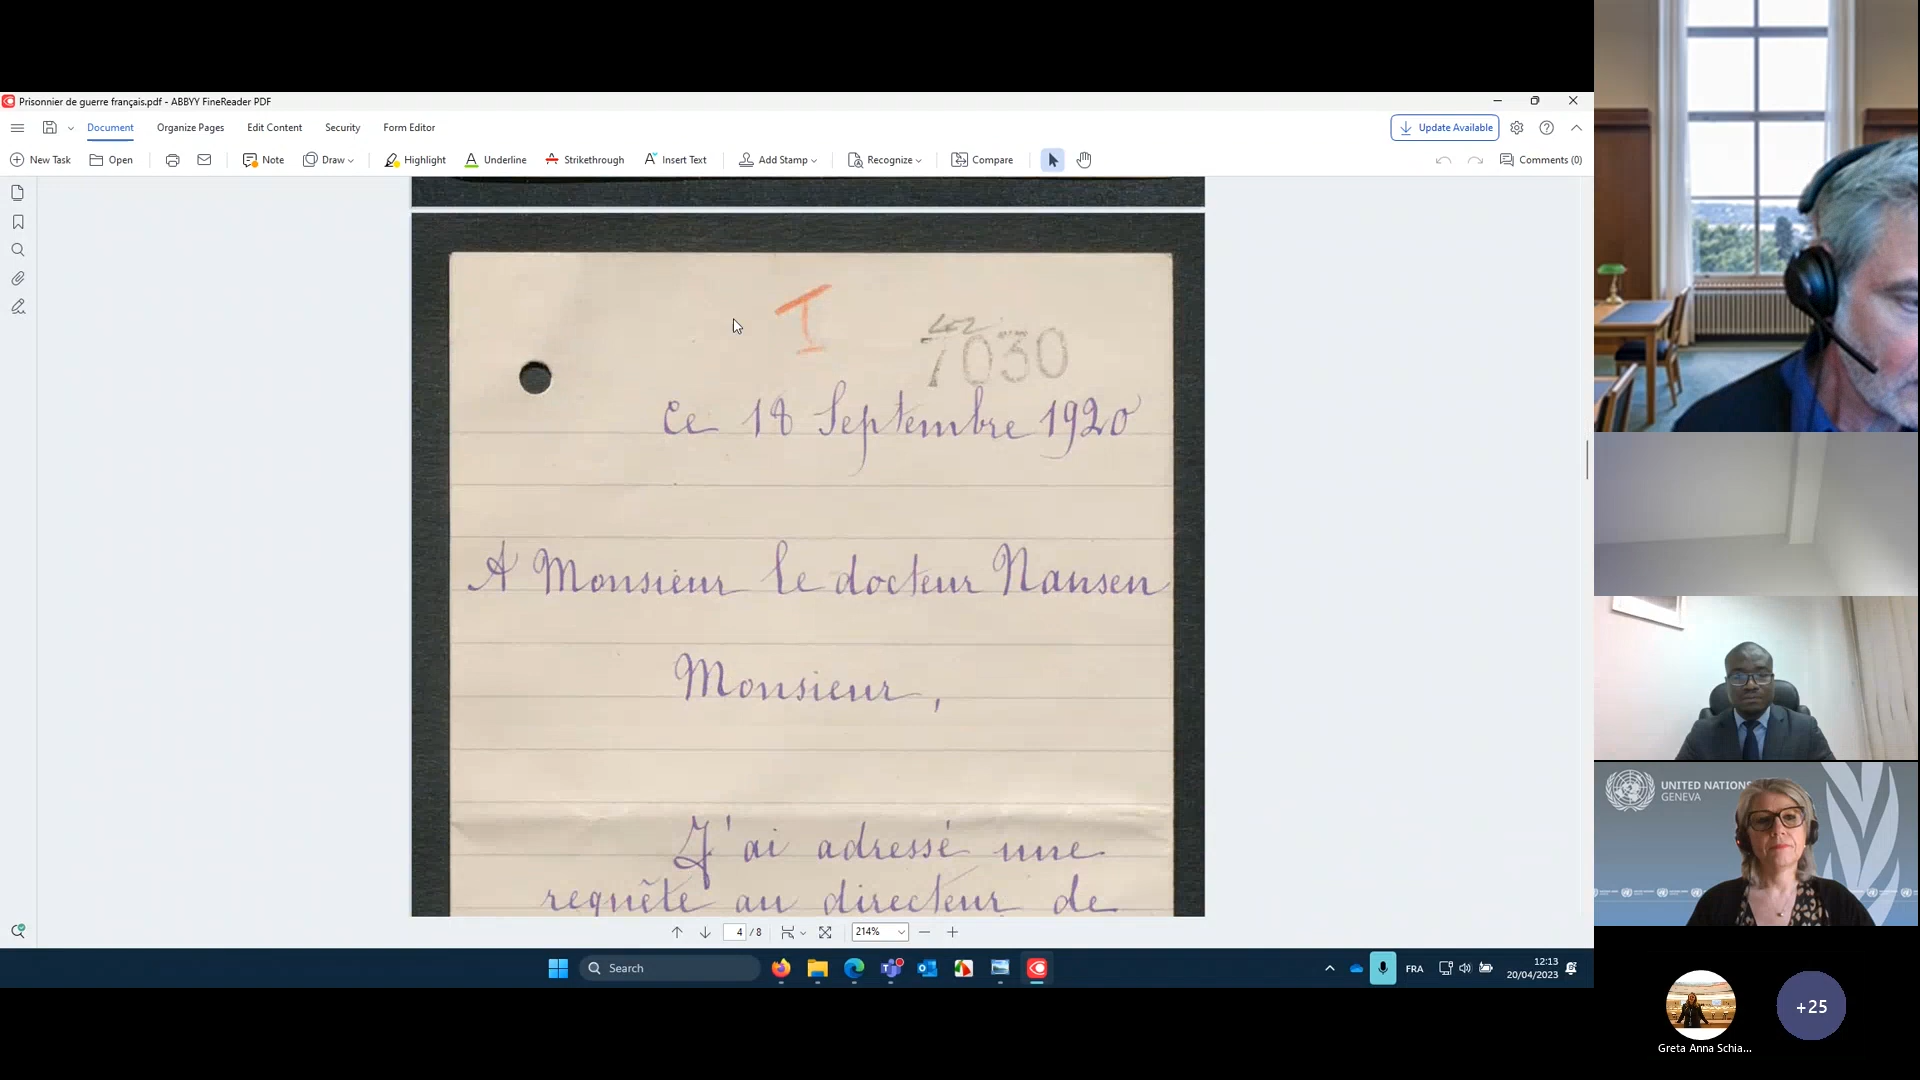 Prisonnier de guerre français.pdf - ABBYY FineReader PDF
Document Organize Pages Edit Content Security Form Editor
Update Available
New Task Open Note Draw Highlight Underline Strikethrough Insert Text Add Stamp Recognize Compare Comments (0)
I
7030
Ce 18 Septembre 1920
A Monsieur le docteur Nansen
Monsieur,
J'ai adressé une
requête au directeur de
4 / 8 214%
Search
FRA
12:13
20/04/2023
UNITED NATIONS
GENEVA
+25
Greta Anna Schia...